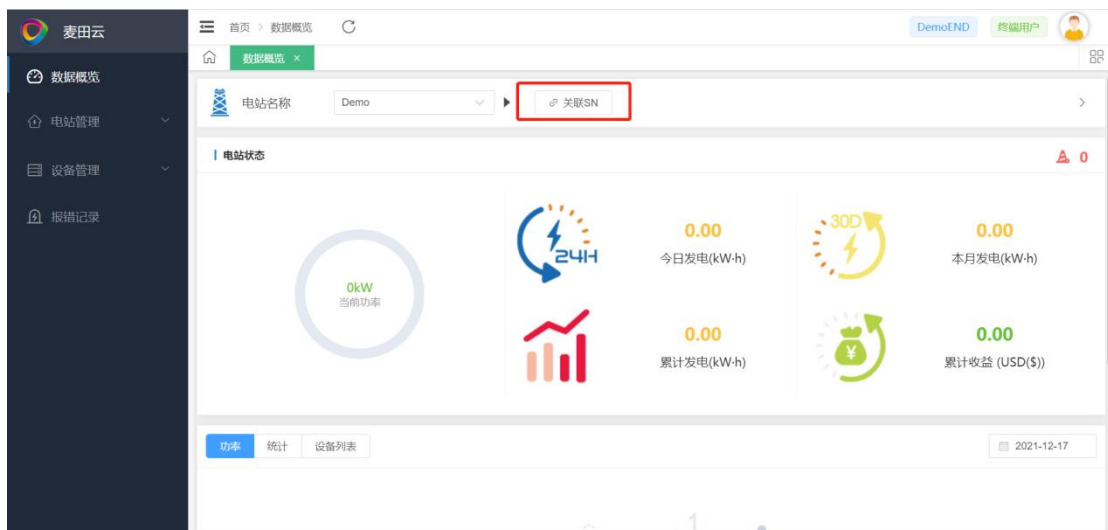 麦田云
首页 > 数据概览
DemoEND 终端用户
数据概览 ×
数据概览
电站管理
设备管理
报错记录
电站名称 Demo 关联SN
电站状态 0
0kW
当前功率
24H
0.00
今日发电(kW·h)
30D
0.00
本月发电(kW·h)
0.00
累计发电(kW·h)
¥
0.00
累计收益 (USD($))
功率 统计 设备列表 2021-12-17
1